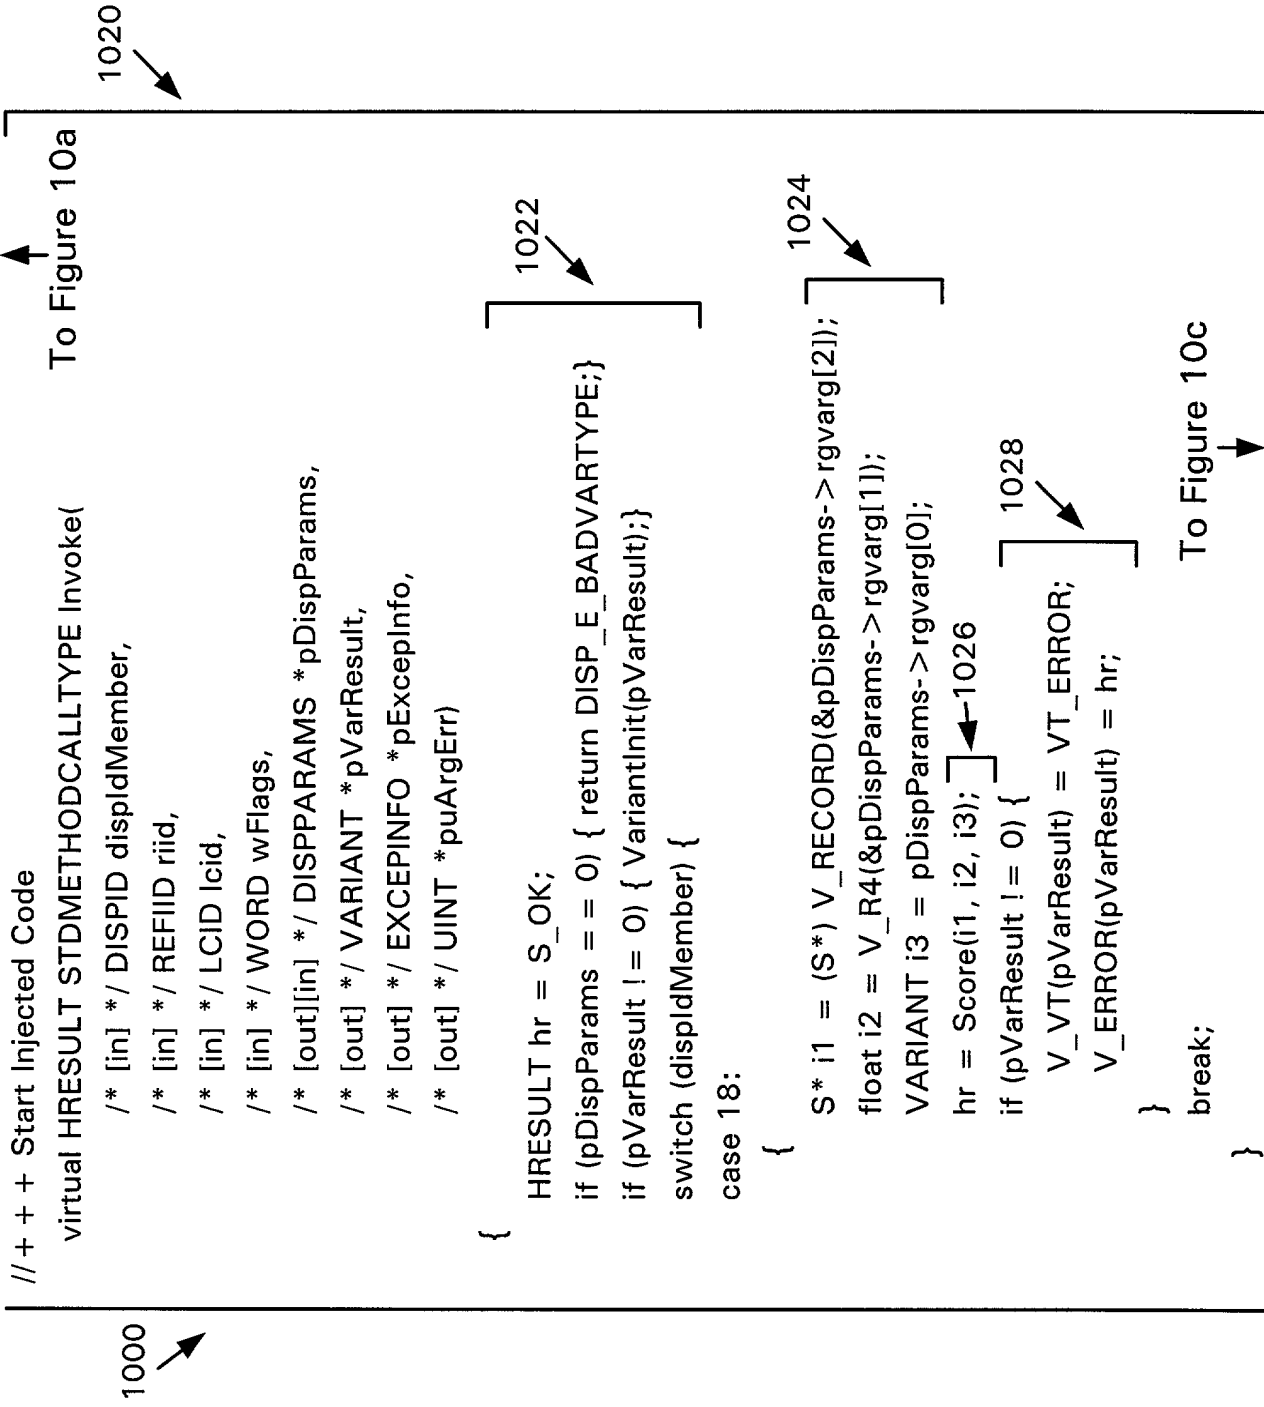 1020
To Figure 10a
1000
//+ + + Start Injected Code
virtual HRESULT STDMETHODCALLTYPE Invoke(
/* [in] */ DISPID dispIdMember,
/* [in] */ REFIID riid,
/* [in] */ LCID lcid,
/* [in] */ WORD wFlags,
/* [out][in] */ DISPPARAMS *pDispParams,
/* [out] */ VARIANT *pVarResult,
/* [out] */ EXCEPINFO *pExcepInfo,
/* [out] */ UINT *puArgErr)
{
1022
HRESULT hr = S_OK;
if (pDispParams == 0) { return DISP_E_BADVARTYPE;}
if (pVarResult != 0) { VariantInit(pVarResult);}
switch (dispIdMember) {
case 18:
{
1024
S* i1 = (S*) V_RECORD(&pDispParams->rgvarg[2]);
float i2 = V_R4(&pDispParams->rgvarg[1]);
VARIANT i3 = pDispParams->rgvarg[0];
hr = Score(i1, i2, i3); 1026
if (pVarResult != 0) {
1028
V_VT(pVarResult) = VT_ERROR;
V_ERROR(pVarResult) = hr;
}
break;
To Figure 10c
}